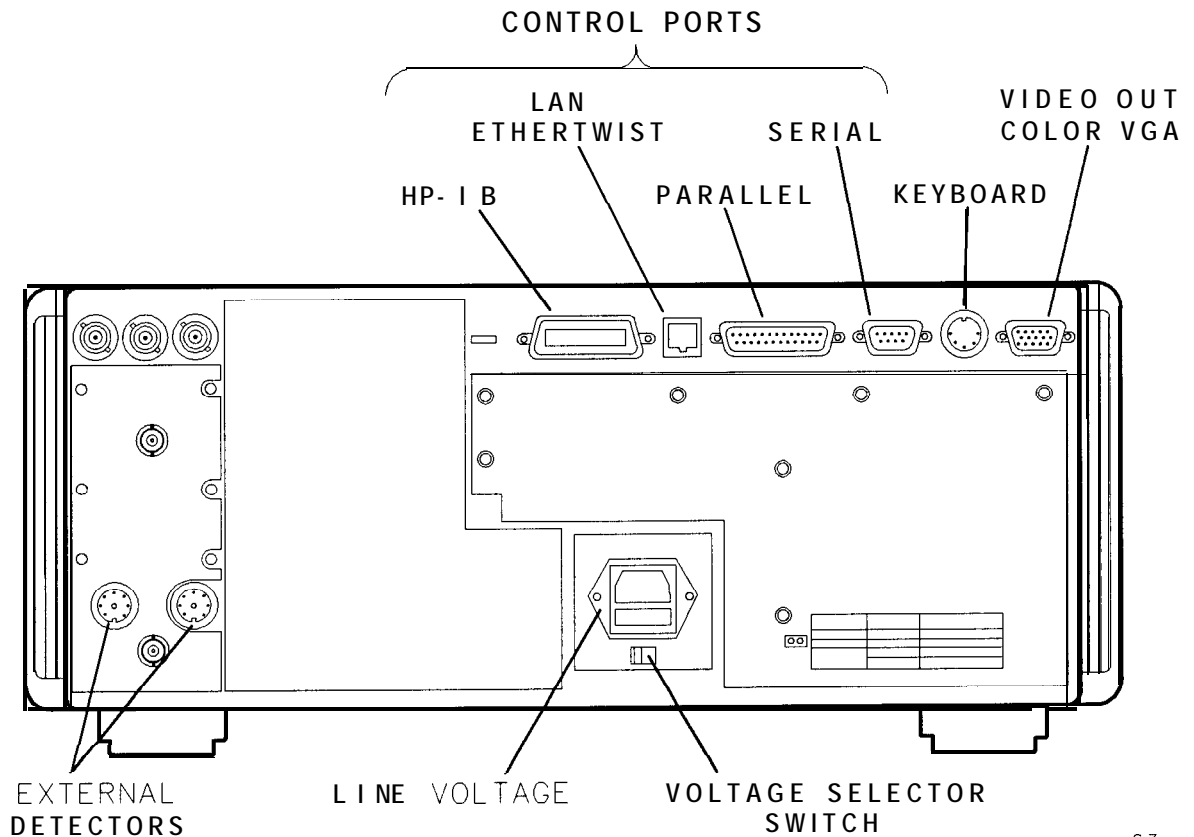 CONTROL PORTS
LAN
ETHERTWIST
SERIAL
VIDEO OUT
COLOR VGA
HP-IB
PARALLEL
KEYBOARD
EXTERNAL
DETECTORS
LINE VOLTAGE
VOLTAGE SELECTOR
SWITCH